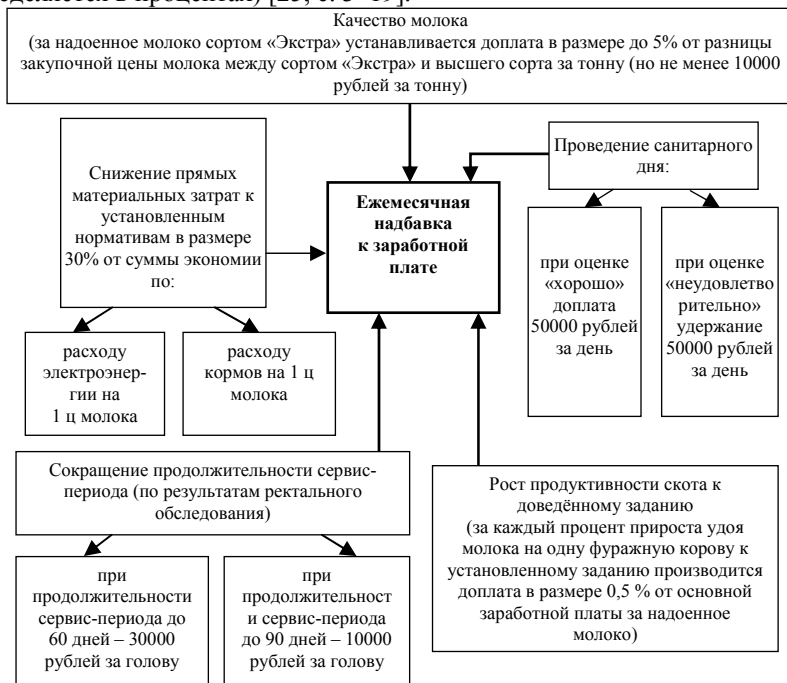 Качество молока
(за надоенное молоко сортом «Экстра» устанавливается доплата в размере до 5% от разницы
закупочной цены молока между сортом «Экстра» и высшего сорта за тонну (но не менее 10000
рублей за тонну)
Снижение прямых
материальных затрат к
установленным
нормативам в размере
30% от суммы экономии
по:
Ежемесячная
надбавка
к заработной
плате
Проведение санитарного
дня:
при оценке
«хорошо»
доплата
50000 рублей
за день
при оценке
«неудовлетво
рительно»
удержание
50000 рублей
за день
расходу
электроэнер-
гии на
1 ц молока
расходу
кормов на 1 ц
молока
Сокращение продолжительности сервис-
периода (по результатам ректального
обследования)
Рост продуктивности скота к
доведённому заданию
(за каждый процент прироста удоя
молока на одну фуражную корову к
установленному заданию производится
доплата в размере 0,5 % от основной
заработной платы за надоенное
молоко)
при
продолжительности
сервис-периода до
60 дней – 30000
рублей за голову
при
продолжительност
и сервис-периода
до 90 дней – 10000
рублей за голову